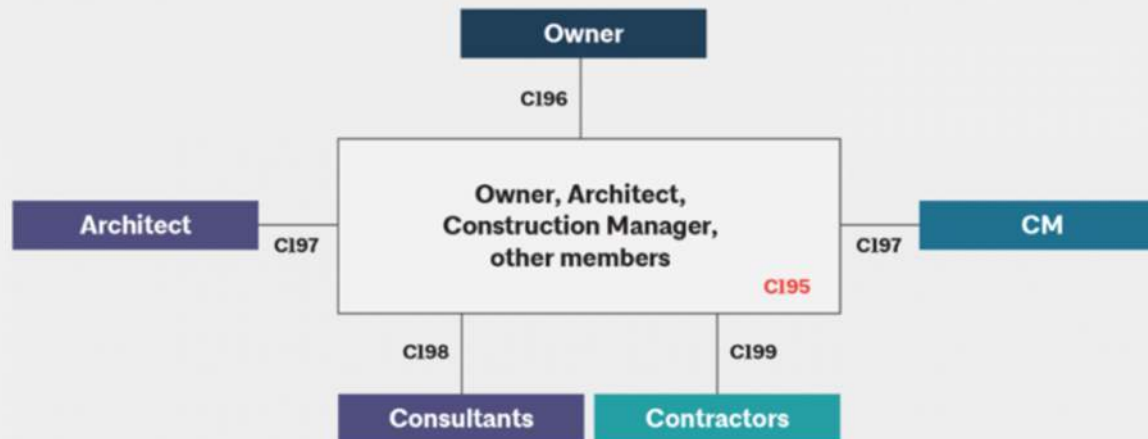 Owner
C196
Owner, Architect,
Construction Manager,
other members
C195
Architect
C197
C197
CM
C198
C199
Consultants
Contractors